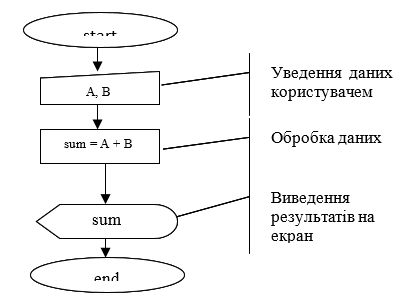 start
A, B
Уведення даних
користувачем
sum = A + B
Обробка даних
sum
Виведення
результатів на
екран
end